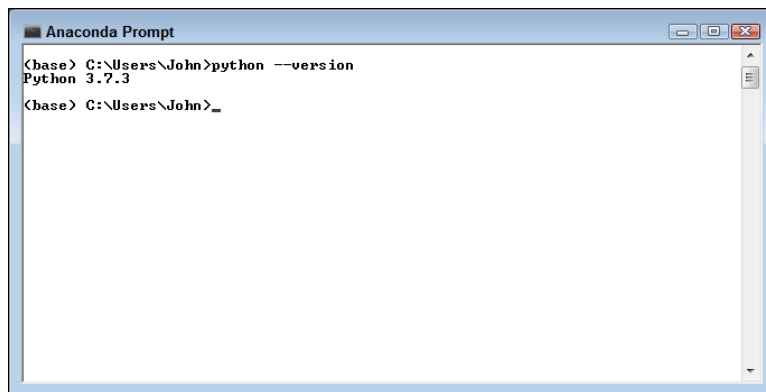 Anaconda Prompt
(base) C:\Users\John>python --version
Python 3.7.3
(base) C:\Users\John>_